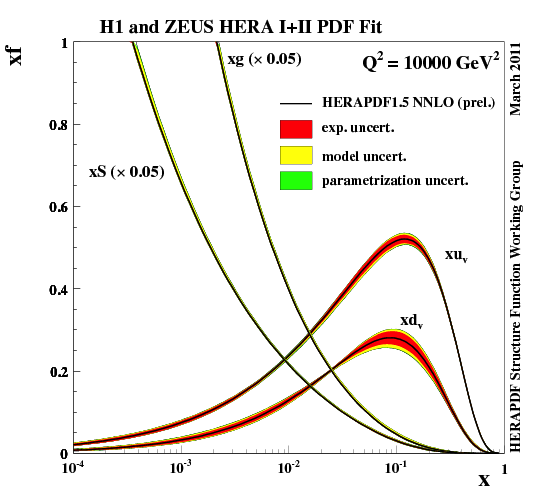 H1 and ZEUS HERA I+II PDF Fit
xf
1
0.8
0.6
0.4
0.2
0
xg (× 0.05)
Q² = 10000 GeV²
HERAPDF1.5 NNLO (prel.)
exp. uncert.
model uncert.
parametrization uncert.
xS (× 0.05)
xuᵥ
xdᵥ
10⁻⁴
10⁻³
10⁻²
10⁻¹
1
x
HERAPDF Structure Function Working Group March 2011